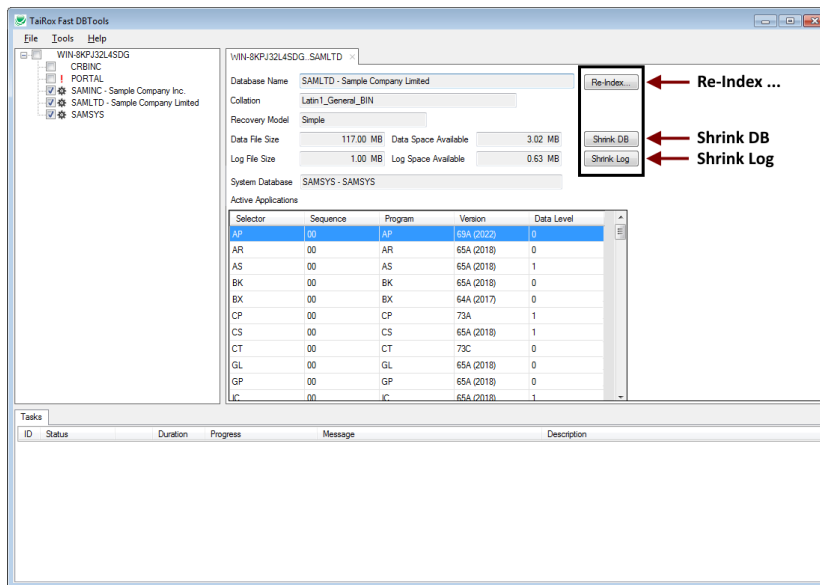 TaiRox Fast DBTools
File Tools Help
WIN-8KPJ32L4SDG
CRBINC
! PORTAL
SAMINC - Sample Company Inc.
SAMLTD - Sample Company Limited
SAMSYS
WIN-8KPJ32L4SDG..SAMLTD
Database Name SAMLTD - Sample Company Limited Re-Index... Re-Index ...
Collation Latin1_General_BIN
Recovery Model Simple
Data File Size 117.00 MB Data Space Available 3.02 MB Shrink DB Shrink DB
Log File Size 1.00 MB Log Space Available 0.63 MB Shrink Log Shrink Log
System Database SAMSYS - SAMSYS
Active Applications
Selector Sequence Program Version Data Level
AP 00 AP 69A (2022) 0
AR 00 AR 65A (2018) 0
AS 00 AS 65A (2018) 1
BK 00 BK 65A (2018) 0
BX 00 BX 64A (2017) 0
CP 00 CP 73A 1
CS 00 CS 65A (2018) 1
CT 00 CT 73C 0
GL 00 GL 65A (2018) 0
GP 00 GP 65A (2018) 0
IC 00 IC 65A (2018) 1
Tasks
ID Status Duration Progress Message Description